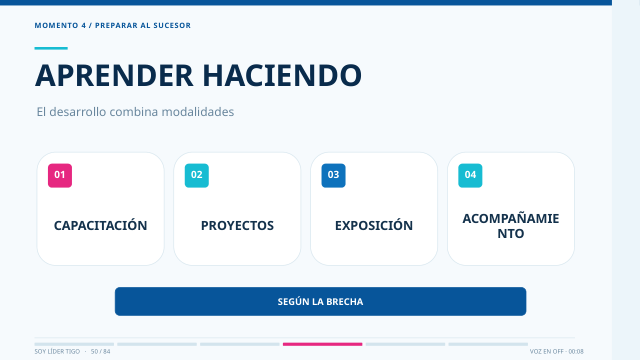 MOMENTO 4 / PREPARAR AL SUCESOR
APRENDER HACIENDO
El desarrollo combina modalidades
01
CAPACITACIÓN
02
PROYECTOS
03
EXPOSICIÓN
04
ACOMPAÑAMIE
NTO
SEGÚN LA BRECHA
SOY LÍDER TIGO · 50 / 84
VOZ EN OFF · 00:08